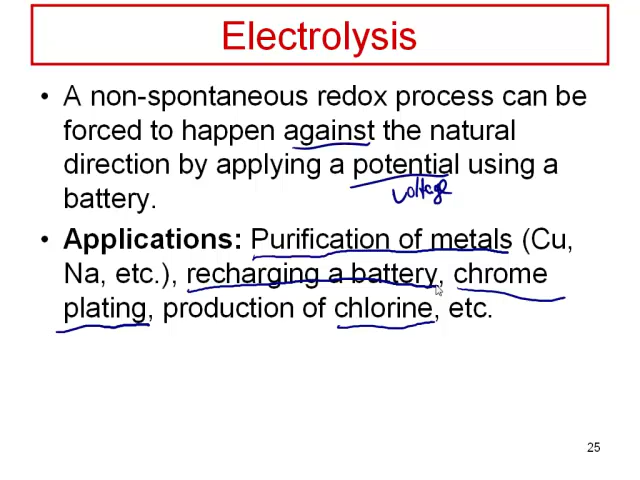 Electrolysis
• A non-spontaneous redox process can be
forced to happen against the natural
direction by applying a potential using a
voltage
battery.
• Applications: Purification of metals (Cu,
Na, etc.), recharging a battery, chrome
plating, production of chlorine, etc.
25